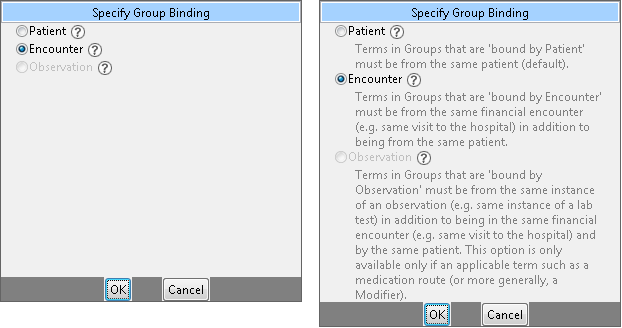 Specify Group Binding
Patient ?
Encounter ?
Observation ?
OK Cancel
Specify Group Binding
Patient ?
Terms in Groups that are 'bound by Patient'
must be from the same patient (default).
Encounter ?
Terms in Groups that are 'bound by Encounter'
must be from the same financial encounter
(e.g. same visit to the hospital) in addition to
being from the same patient.
Observation ?
Terms in Groups that are 'bound by
Observation' must be from the same instance
of an observation (e.g. same instance of a lab
test) in addition to being in the same financial
encounter (e.g. same visit to the hospital) and
by the same patient. This option is only
available only if an applicable term such as a
medication route (or more generally, a
Modifier).
OK Cancel